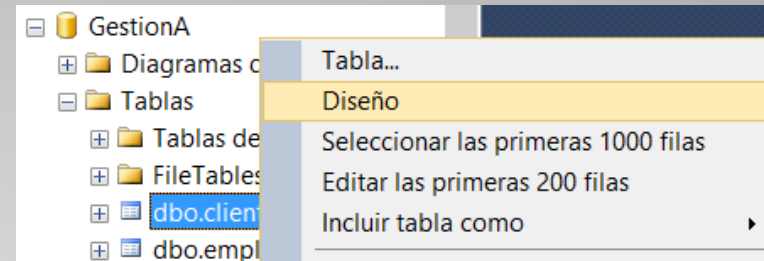 GestionA
Diagramas
Tablas
Tablas de
FileTables
dbo.client
dbo.empl
Tabla...
Diseño
Seleccionar las primeras 1000 filas
Editar las primeras 200 filas
Incluir tabla como